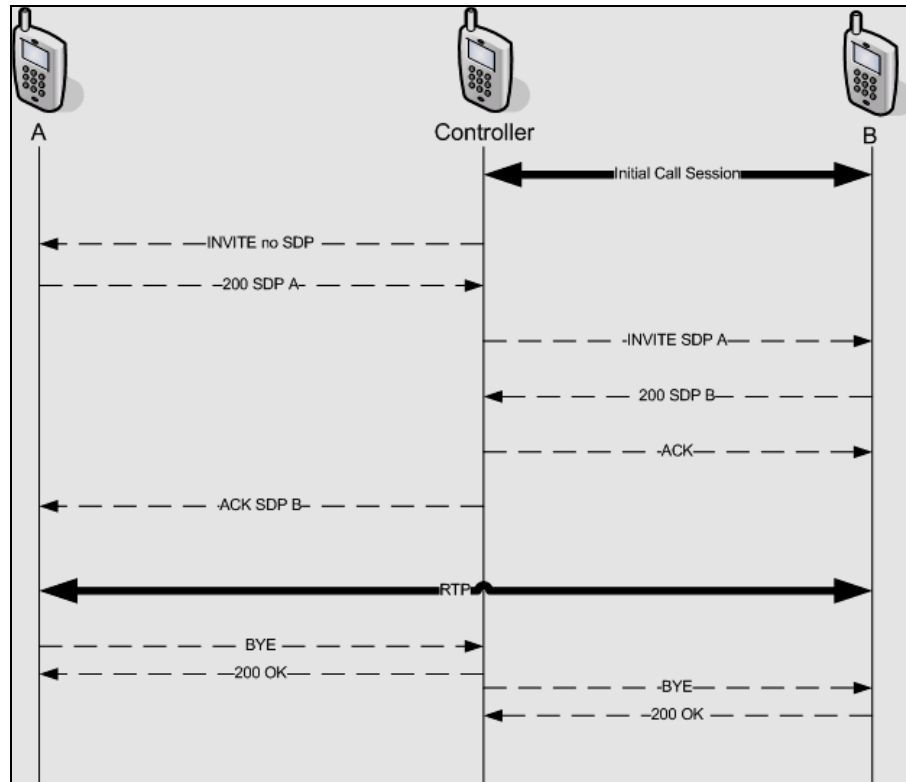 A
Controller
B
Initial Call Session
INVITE no SDP
200 SDP A
INVITE SDP A
200 SDP B
ACK
ACK SDP B
RTP
BYE
200 OK
BYE
200 OK